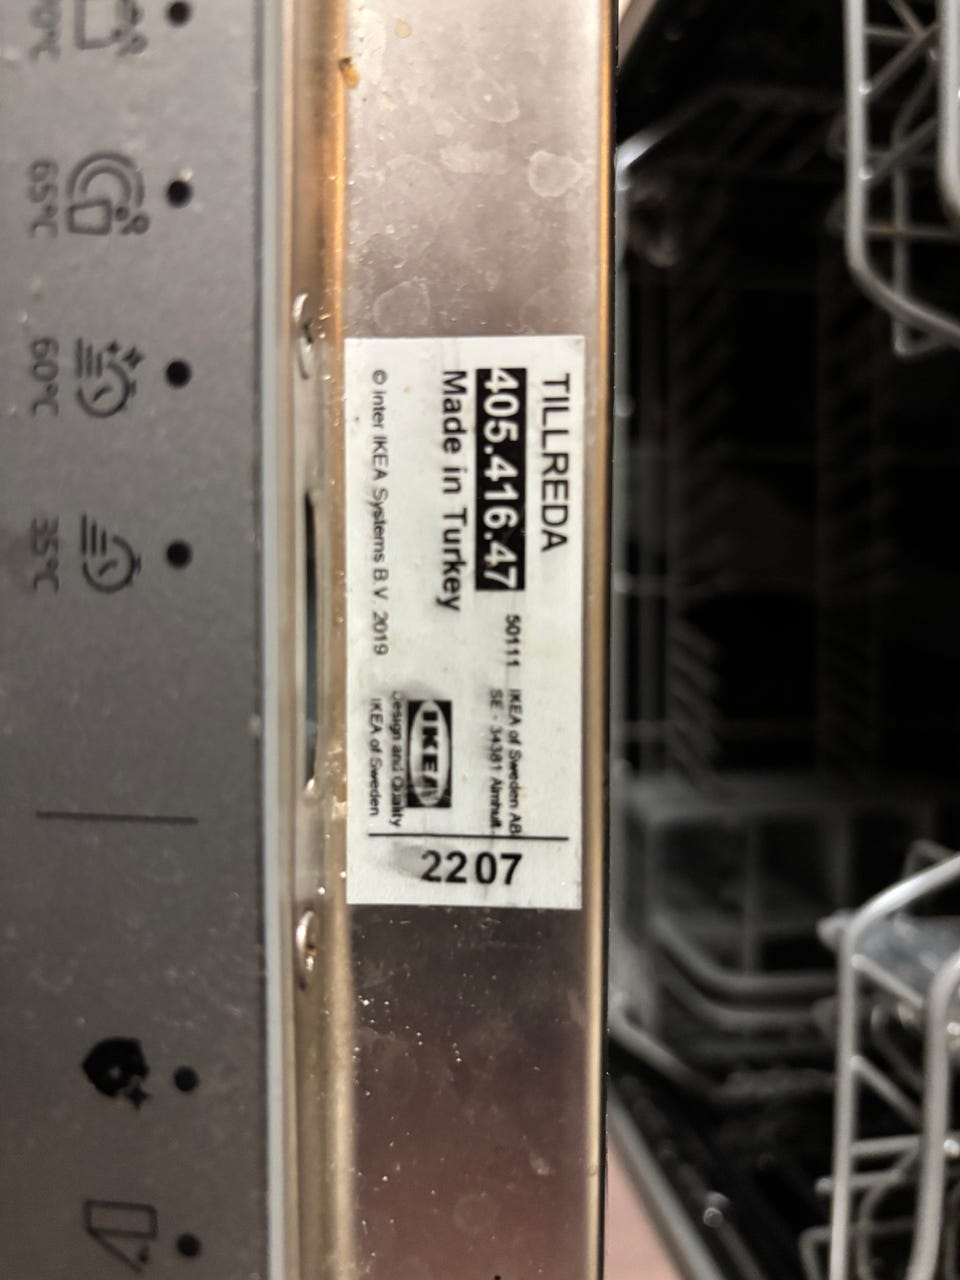 TILLREDA
405.416.47
Made in Turkey
© Inter IKEA Systems B.V. 2019
50111
IKEA of Sweden AB
SE - 34381 Älmhult
IKEA
Design and Quality
IKEA of Sweden
2207
65°C
60°C
35°C